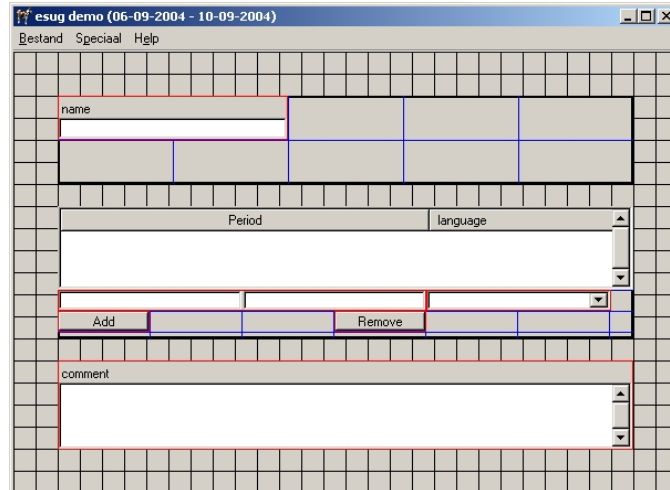 esug demo (06-09-2004 - 10-09-2004)
Bestand Speciaal Help
name
Period language
Add Remove
comment